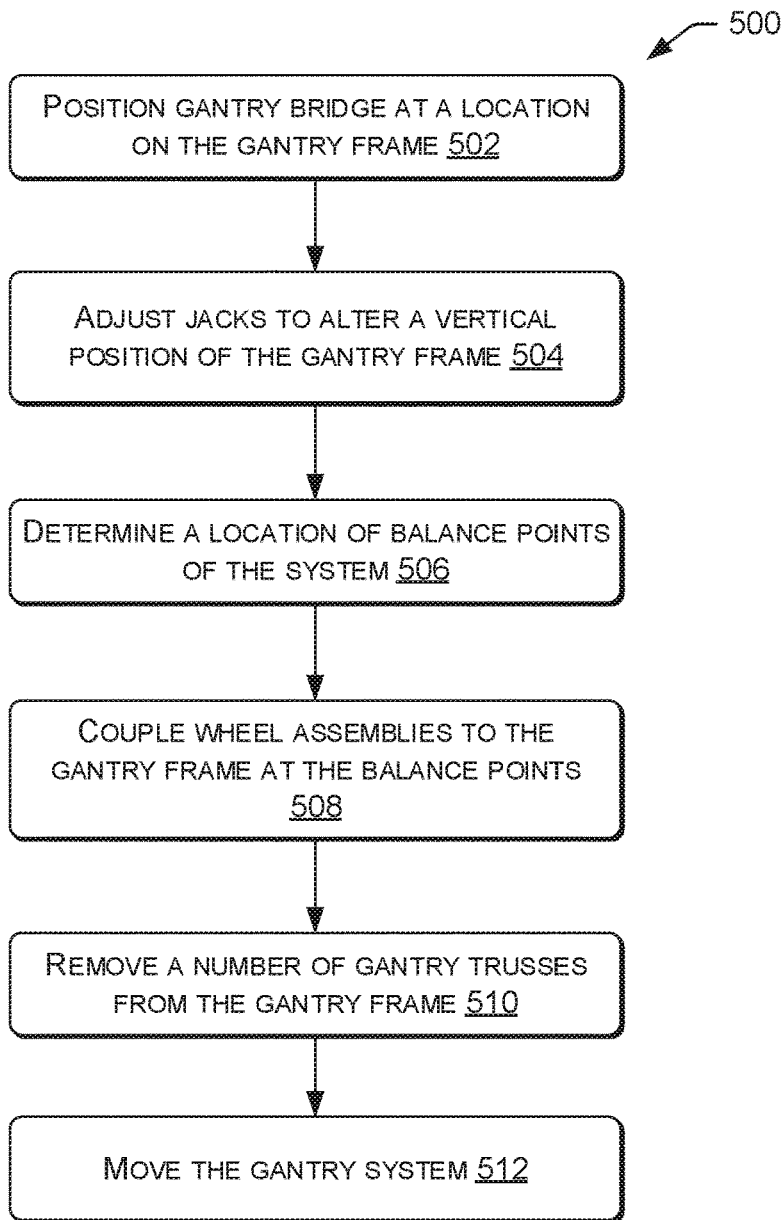 500
POSITION GANTRY BRIDGE AT A LOCATION
ON THE GANTRY FRAME 502
ADJUST JACKS TO ALTER A VERTICAL
POSITION OF THE GANTRY FRAME 504
DETERMINE A LOCATION OF BALANCE POINTS
OF THE SYSTEM 506
COUPLE WHEEL ASSEMBLIES TO THE
GANTRY FRAME AT THE BALANCE POINTS
508
REMOVE A NUMBER OF GANTRY TRUSSES
FROM THE GANTRY FRAME 510
MOVE THE GANTRY SYSTEM 512